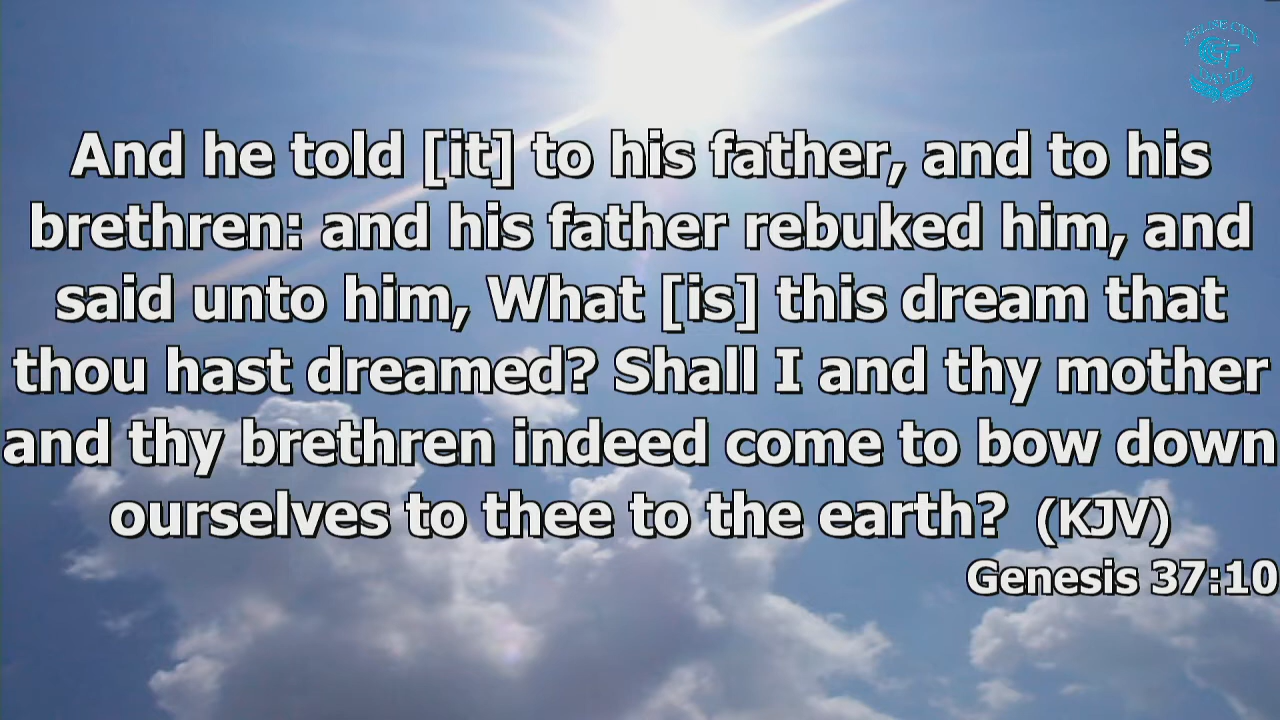 And he told [it] to his father, and to his
brethren: and his father rebuked him, and
said unto him, What [is] this dream that
thou hast dreamed? Shall I and thy mother
and thy brethren indeed come to bow down
ourselves to thee to the earth? (KJV)
Genesis 37:10